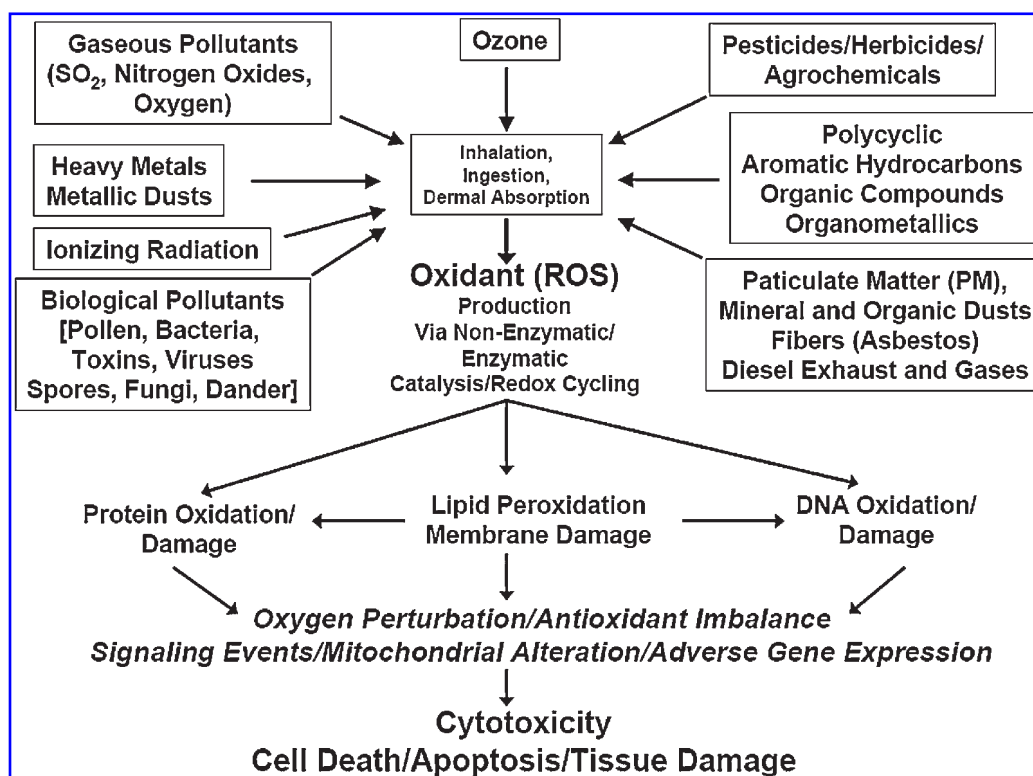 Gaseous Pollutants
(SO₂, Nitrogen Oxides,
Oxygen)
Ozone
Pesticides/Herbicides/
Agrochemicals
Heavy Metals
Metallic Dusts
Inhalation,
Ingestion,
Dermal Absorption
Polycyclic
Aromatic Hydrocarbons
Organic Compounds
Organometallics
Ionizing Radiation
Biological Pollutants
[Pollen, Bacteria,
Toxins, Viruses
Spores, Fungi, Dander]
Oxidant (ROS)
Production
Via Non-Enzymatic/
Enzymatic
Catalysis/Redox Cycling
Paticulate Matter (PM),
Mineral and Organic Dusts
Fibers (Asbestos)
Diesel Exhaust and Gases
Protein Oxidation/
Damage
Lipid Peroxidation
Membrane Damage
DNA Oxidation/
Damage
Oxygen Perturbation/Antioxidant Imbalance
Signaling Events/Mitochondrial Alteration/Adverse Gene Expression
Cytotoxicity
Cell Death/Apoptosis/Tissue Damage